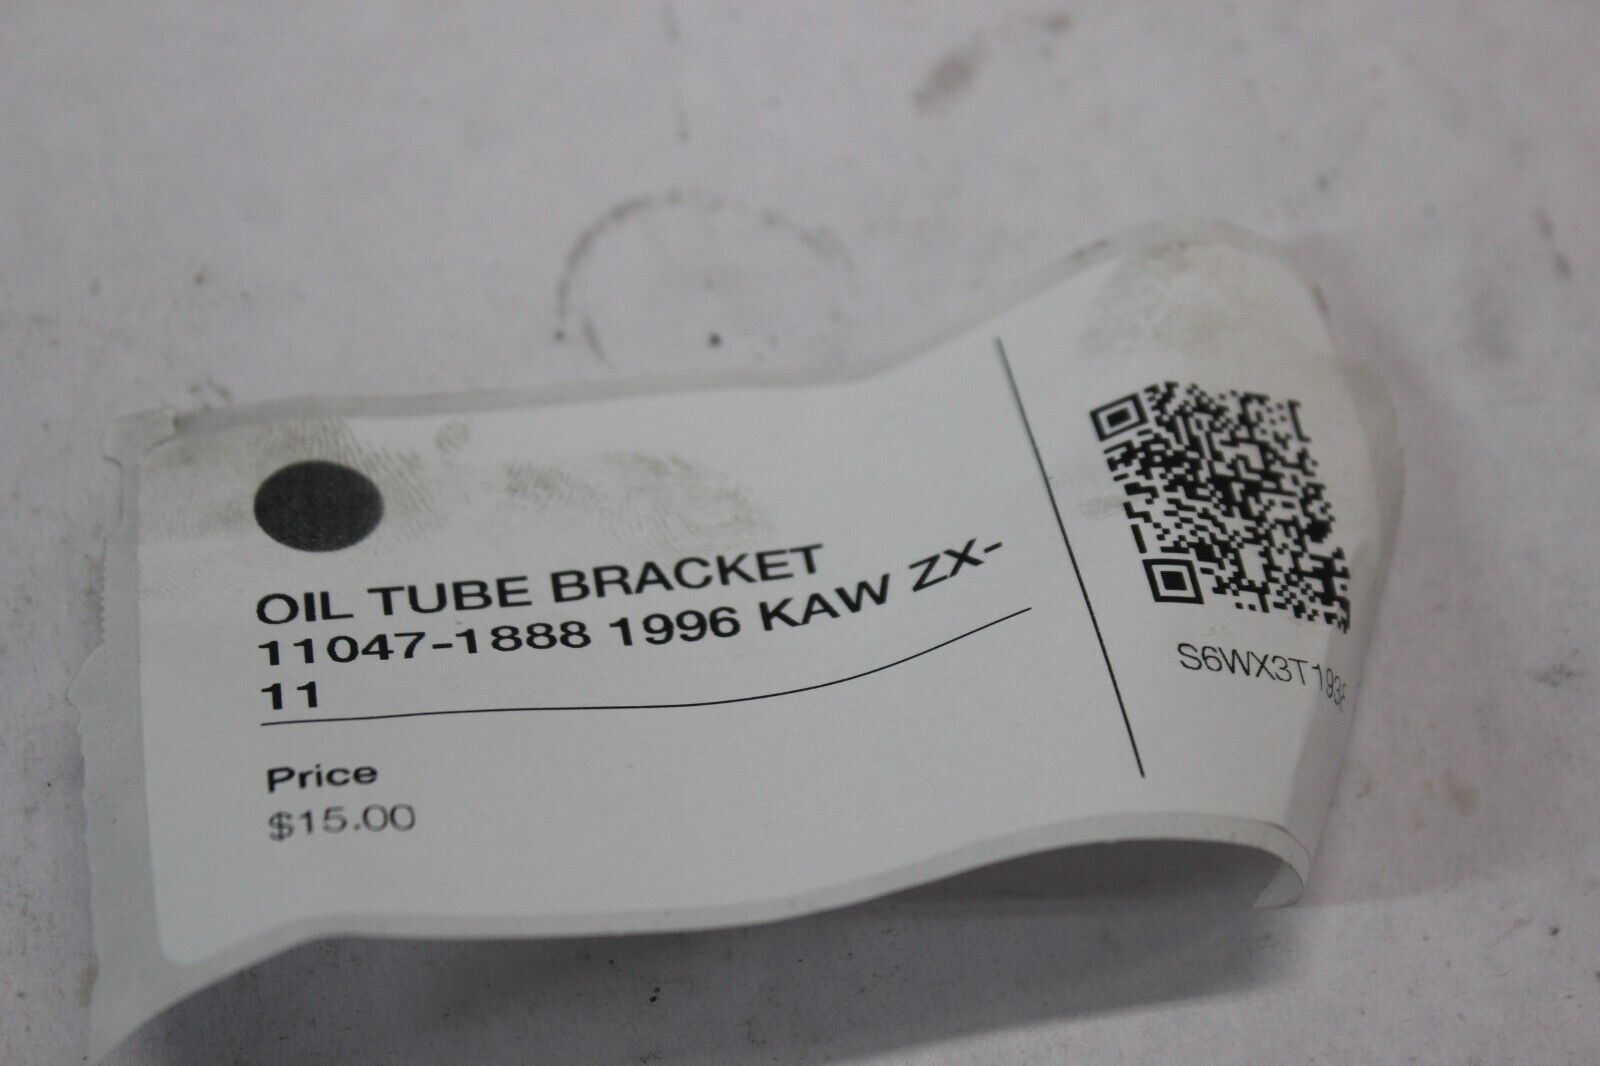 OIL TUBE BRACKET
11047-1888 1996 KAW ZX-
11
Price
$15.00